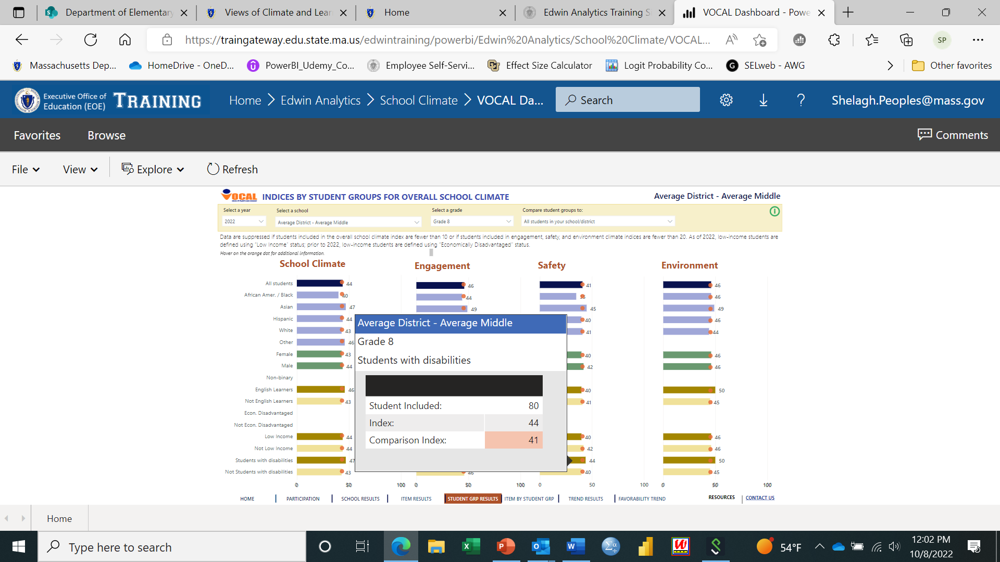 Department of Elementary
Views of Climate and Lear
Home
Edwin Analytics Training S
VOCAL Dashboard - Powe
https://traingateway.edu.state.ma.us/edwintraining/powerbi/Edwin%20Analytics/School%20Climate/VOCAL...
SP
Massachusetts Dep...
HomeDrive - OneD...
PowerBI_Udemy_Co...
Employee Self-Servi...
Effect Size Calculator
Logit Probability Co...
SELweb - AWG
Other favorites
Executive Office of
Education (EOE)
TRAINING
Home > Edwin Analytics > School Climate > VOCAL Da...
Search
Shelagh.Peoples@mass.gov
Favorites
Browse
Comments
File
View
Explore
Refresh
VOCAL
INDICES BY STUDENT GROUPS FOR OVERALL SCHOOL CLIMATE
Average District - Average Middle
Select a year
Select a school
Select a grade
Compare student groups to:
2022
Average District - Average Middle
Grade 8
All students in your school/district
Data are suppressed if students included in the overall school climate index are fewer than 10 or if students included in engagement, safety, and environment climate indices are fewer than 20. As of 2022, low-income students are
defined using "Low Income" status; prior to 2022, low-income students are defined using "Economically Disadvantaged" status.
Hover on the orange dot for additional information.
School Climate
Engagement
Safety
Environment
All students 44 46 41 46
African Amer. / Black 40 44 35 46
Asian 47 49 45 49
Hispanic 44 40 46
White 43 41 44
Other 46
Female 43 40 46
Male 44 42 46
Non-binary
English Learners 46 40 50
Not English Learners 43 41 45
Econ. Disadvantaged
Not Econ. Disadvantaged
Low Income 44 40 46
Not Low Income 44 42 46
Students with disabilities 47 44 50
Not Students with disabilities 43 46 40 45
0 50 100 0 50 100 0 50 100 0 50 100
Average District - Average Middle
Grade 8
Students with disabilities
Student Included: 80
Index: 44
Comparison Index: 41
HOME
PARTICIPATION
SCHOOL RESULTS
ITEM RESULTS
STUDENT GRP RESULTS
ITEM BY STUDENT GRP
TREND RESULTS
FAVORABILITY TREND
RESOURCES
CONTACT US
Home
Type here to search
54°F
12:02 PM
10/8/2022